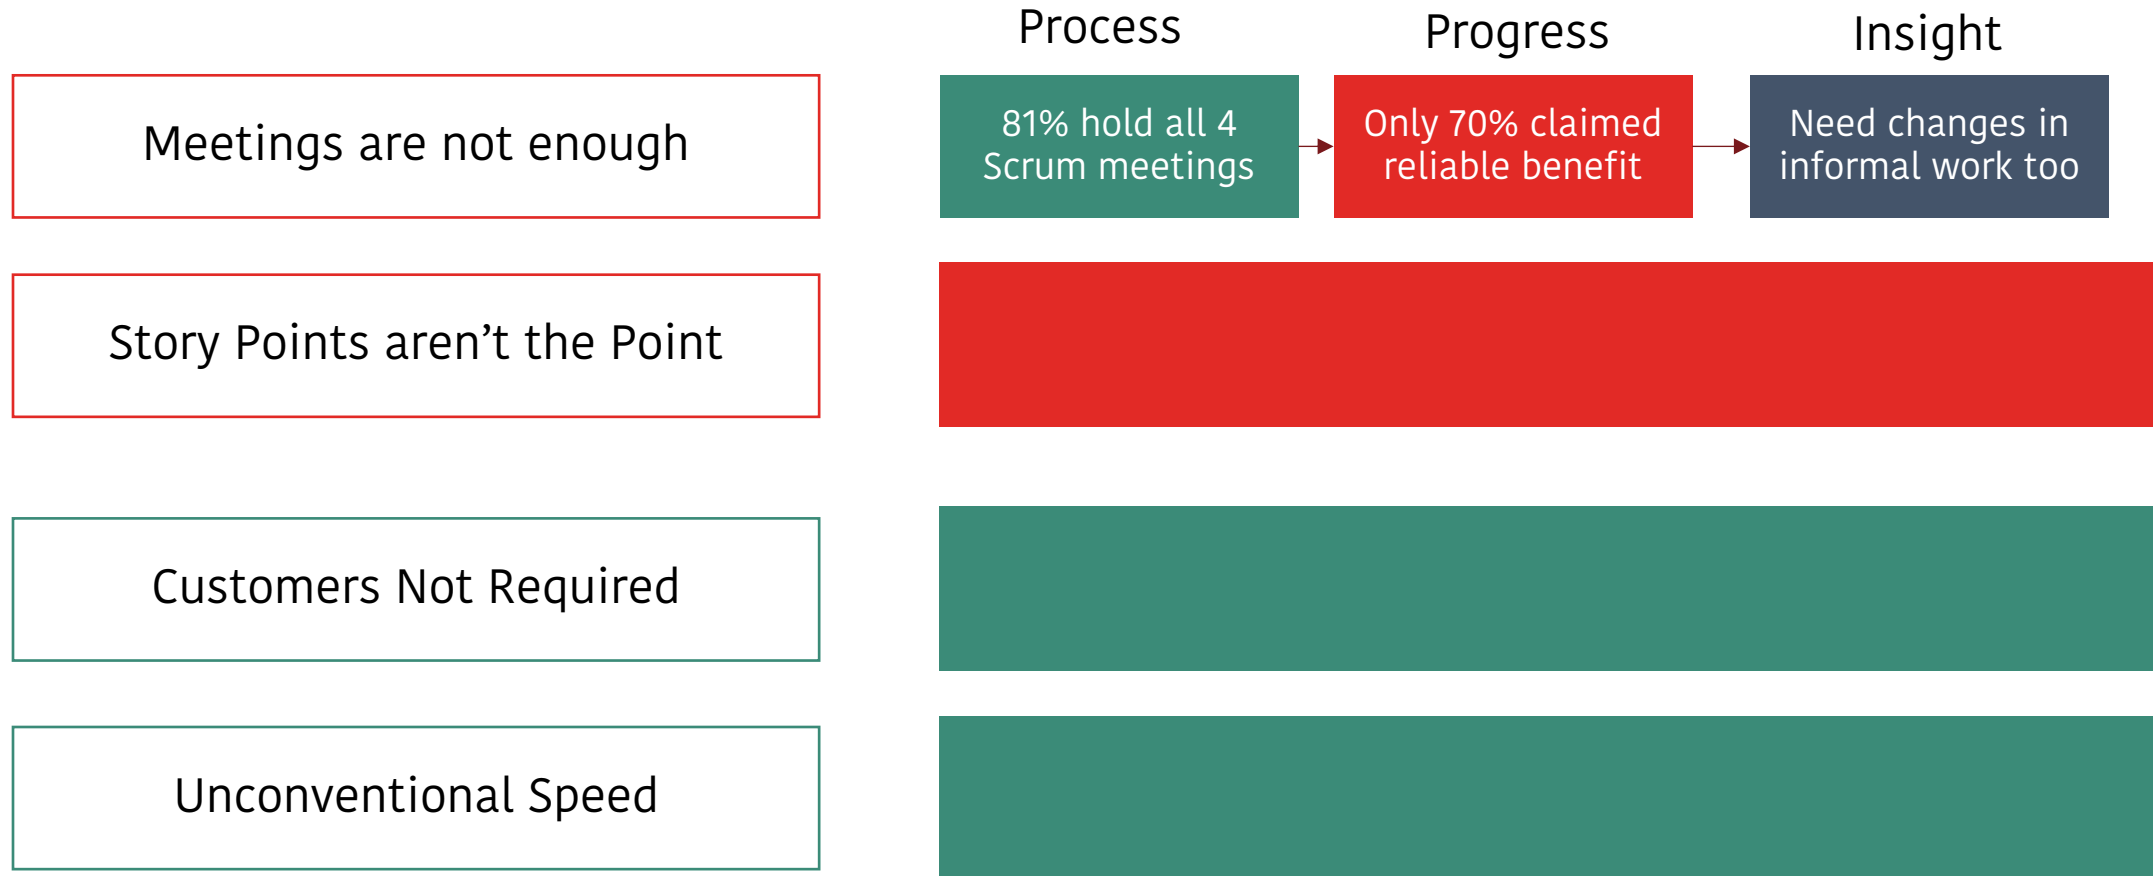 Process
Progress
Insight
Meetings are not enough
81% hold all 4
Scrum meetings
Only 70% claimed
reliable benefit
Need changes in
informal work too
Story Points aren’t the Point
Customers Not Required
Unconventional Speed